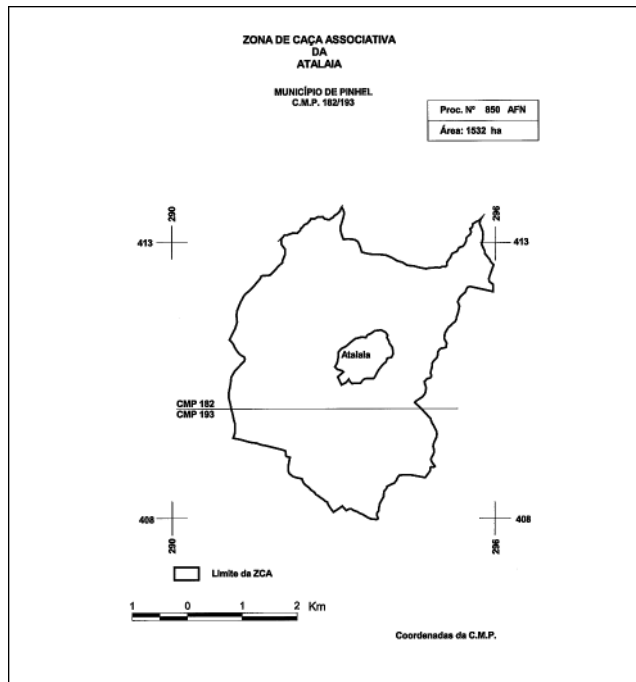 ZONA DE CAÇA ASSOCIATIVA
DA
ATALAIA
MUNICÍPIO DE PINHEL
C.M.P. 182/193
Proc. Nº 850 AFN
Área: 1532 ha
290
296
413
413
Atalaia
CMP 182
CMP 193
408
408
290
296
Limite da ZCA
1 0 1 2 Km
Coordenadas da C.M.P.